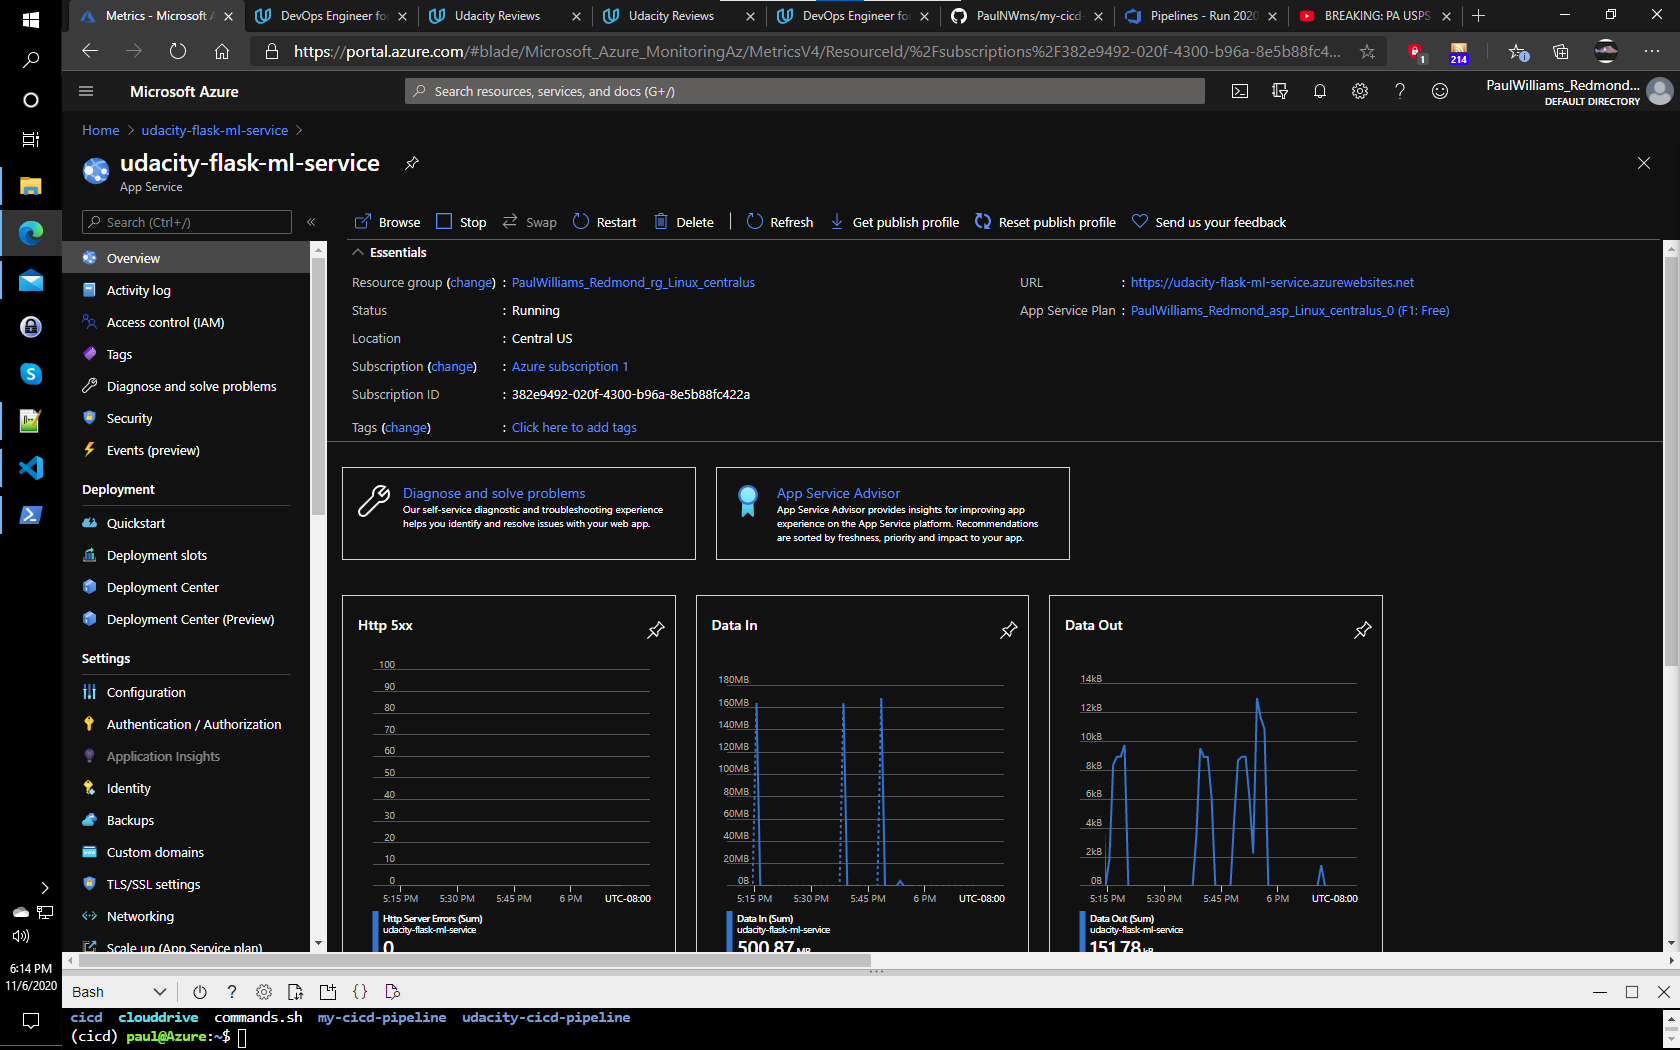 Metrics - Microsoft A
DevOps Engineer for
Udacity Reviews
Udacity Reviews
DevOps Engineer for
PaulNWms/my-cicd-
Pipelines - Run 2020
BREAKING: PA USPS
https://portal.azure.com/#blade/Microsoft_Azure_MonitoringAz/MetricsV4/ResourceId/%2Fsubscriptions%2F382e9492-020f-4300-b96a-8e5b88fc4...
1
214
Microsoft Azure
Search resources, services, and docs (G+/)
PaulWilliams_Redmond...
DEFAULT DIRECTORY
Home > udacity-flask-ml-service >
udacity-flask-ml-service
App Service
Search (Ctrl+/)
«
Browse
Stop
Swap
Restart
Delete
Refresh
Get publish profile
Reset publish profile
Send us your feedback
Overview
Activity log
Access control (IAM)
Tags
Diagnose and solve problems
Security
Events (preview)
Deployment
Quickstart
Deployment slots
Deployment Center
Deployment Center (Preview)
Settings
Configuration
Authentication / Authorization
Application Insights
Identity
Backups
Custom domains
TLS/SSL settings
Networking
Scale up (App Service plan)
Essentials
Resource group (change) : PaulWilliams_Redmond_rg_Linux_centralus
Status : Running
Location : Central US
Subscription (change) : Azure subscription 1
Subscription ID : 382e9492-020f-4300-b96a-8e5b88fc422a
Tags (change) : Click here to add tags
URL : https://udacity-flask-ml-service.azurewebsites.net
App Service Plan : PaulWilliams_Redmond_asp_Linux_centralus_0 (F1: Free)
Diagnose and solve problems
Our self-service diagnostic and troubleshooting experience
helps you identify and resolve issues with your web app.
App Service Advisor
App Service Advisor provides insights for improving app
experience on the App Service platform. Recommendations
are sorted by freshness, priority and impact to your app.
Http 5xx
100
90
80
70
60
50
40
30
20
10
0
5:15 PM 5:30 PM 5:45 PM 6 PM UTC-08:00
Http Server Errors (Sum)
udacity-flask-ml-service
0
Data In
180MB
160MB
140MB
120MB
100MB
80MB
60MB
40MB
20MB
0B
5:15 PM 5:30 PM 5:45 PM 6 PM UTC-08:00
Data In (Sum)
udacity-flask-ml-service
500.87 MB
Data Out
14kB
12kB
10kB
8kB
6kB
4kB
2kB
0B
5:15 PM 5:30 PM 5:45 PM 6 PM UTC-08:00
Data Out (Sum)
udacity-flask-ml-service
151.78 kB
6:14 PM
11/6/2020
Bash
cicd clouddrive commands.sh my-cicd-pipeline udacity-cicd-pipeline
(cicd) paul@Azure:~$